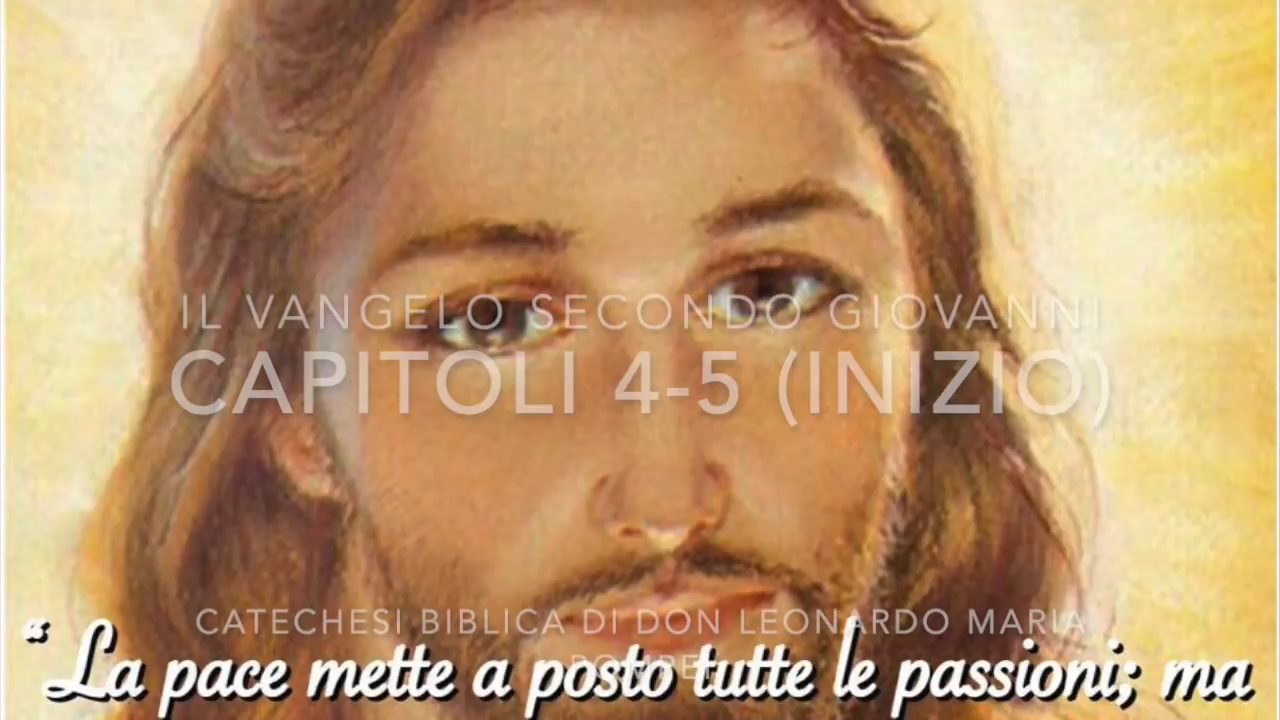 IL VANGELO SECONDO GIOVANNI
CAPITOLI 4-5 (INIZIO)
CATECHESI BIBLICA DI DON LEONARDO MARIA
“La pace mette a posto tutte le passioni; ma